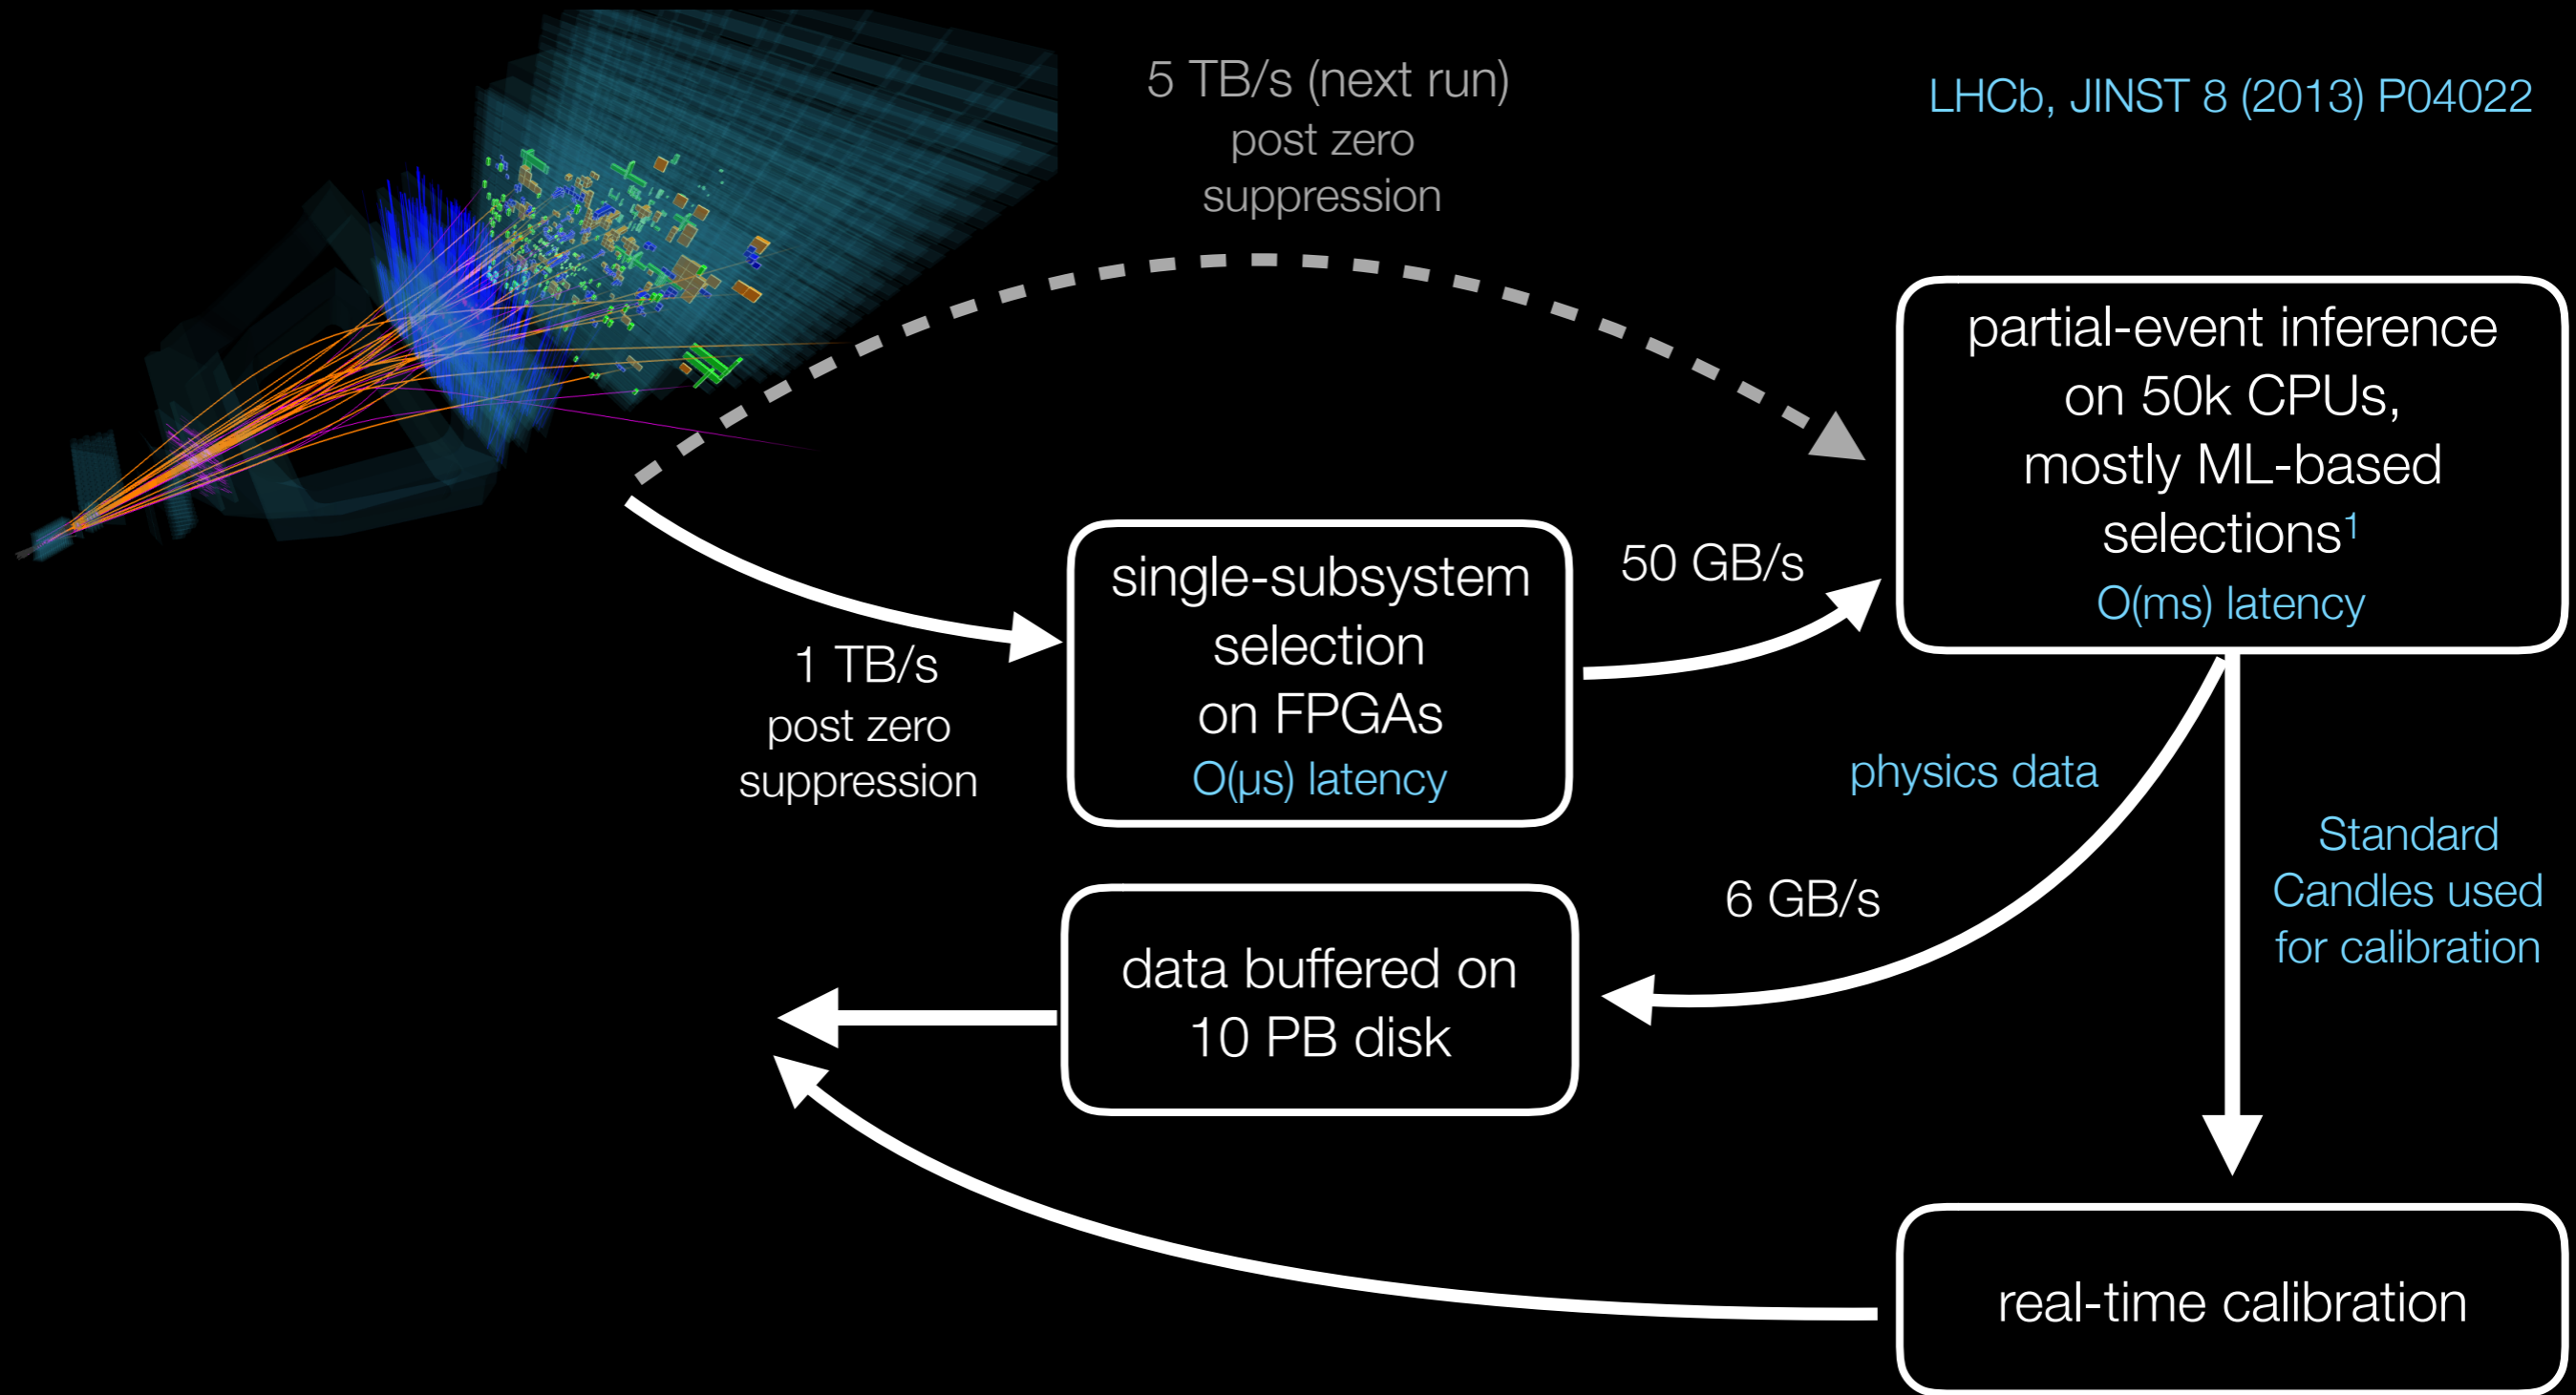 5 TB/s (next run)
post zero
suppression
LHCb, JINST 8 (2013) P04022
partial-event inference
on 50k CPUs,
mostly ML-based
selections¹
O(ms) latency
single-subsystem
selection
on FPGAs
O(µs) latency
50 GB/s
1 TB/s
post zero
suppression
physics data
Standard
Candles used
for calibration
6 GB/s
data buffered on
10 PB disk
real-time calibration